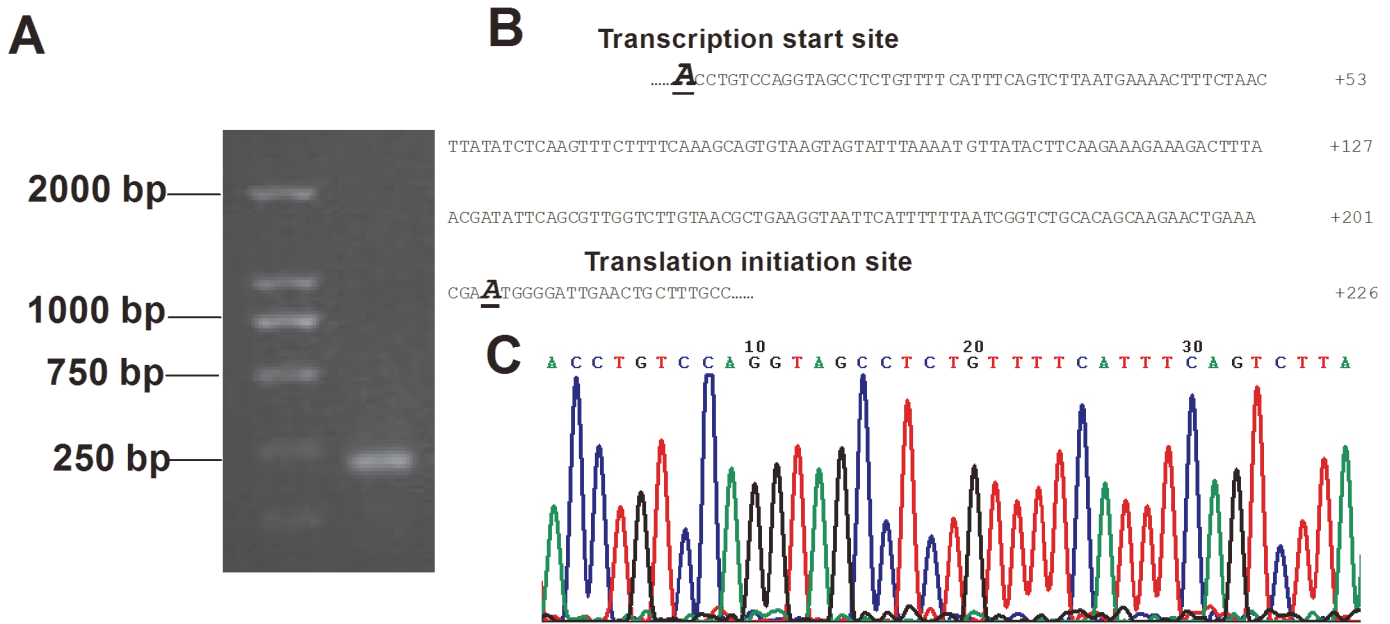 A
2000 bp
1000 bp
750 bp
250 bp
B
Transcription start site
......ACCTGTCCAGGTAGCCTCTGTTTT CATTTCAGTCTTAATGAAAACTTTCTAAC +53
TTATATCTCAAGTTTCTTTTCAAAGCAGTGTAAGTAGTATTTAAAAT GTTATACTTCAAGAAAGAAAGACTTTA +127
ACGATATTCAGCGTTGGTCTTGTAACGCTGAAGGTAATTCATTTTTTAATCGGTCTGCACAGCAAGAACTGAAA +201
Translation initiation site
CGAATGGGGATTGAACTGCTTTGCC...... +226
C
10 20 30
A C C T G T C C A G G T A G C C T C T G T T T T C A T T T C A G T C T T A